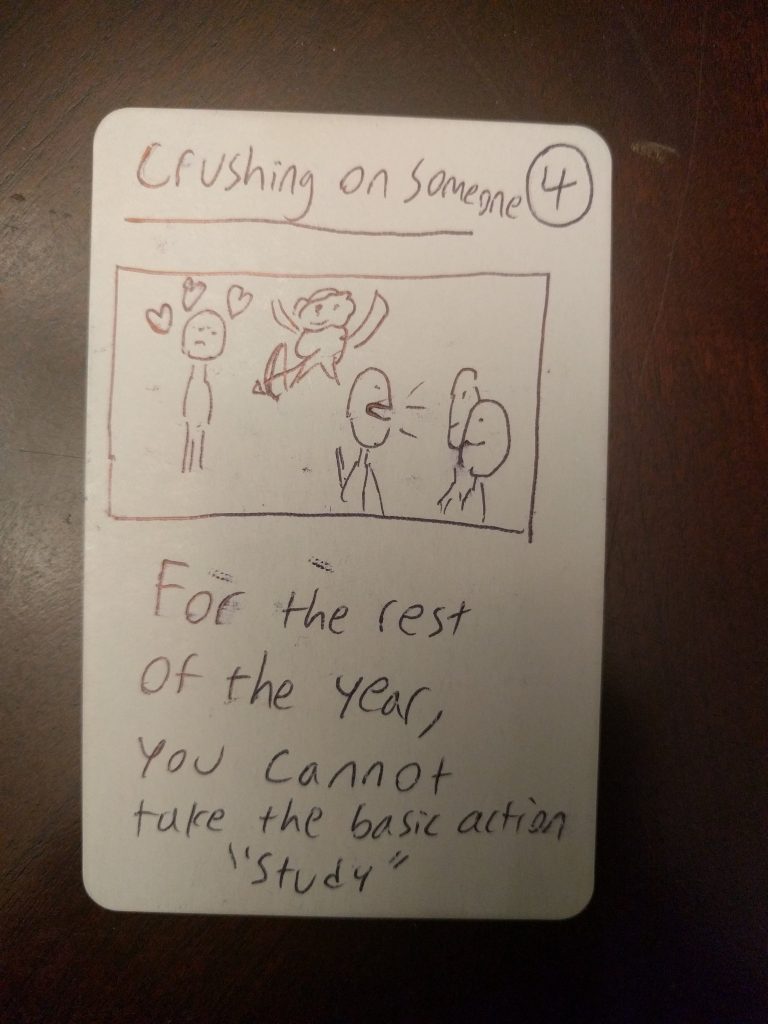 Crushing on someone 4
For the rest
of the year,
you cannot
take the basic action
"Study"